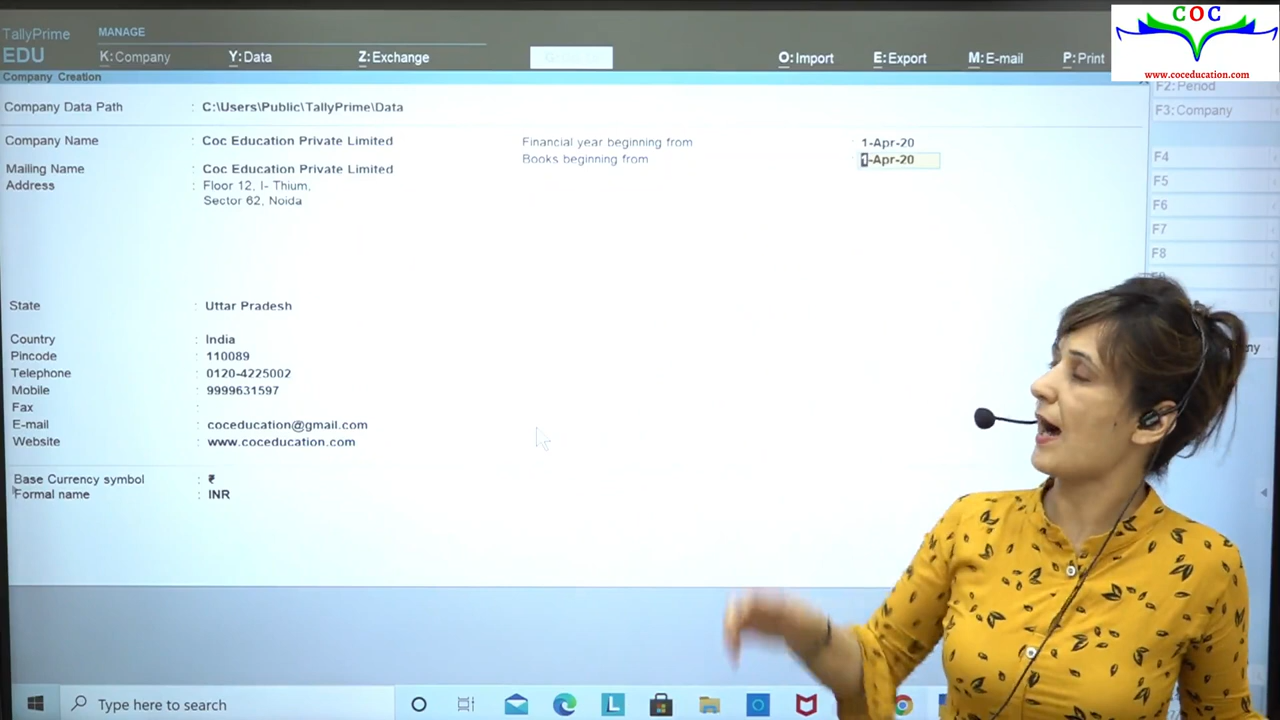 COC
www.coceducation.com
TallyPrime
EDU
MANAGE
K: Company
Y: Data
Z: Exchange
O: Import
E: Export
M: E-mail
P: Print
Company Creation
F2: Period
F3: Company
Company Data Path : C:\Users\Public\TallyPrime\Data
Company Name : Coc Education Private Limited
Financial year beginning from : 1-Apr-20
Books beginning from : 1-Apr-20
Mailing Name : Coc Education Private Limited
Address : Floor 12, I- Thium,
Sector 62, Noida
F4
F5
F6
F7
F8
State : Uttar Pradesh
Country : India
Pincode : 110089
Telephone : 0120-4225002
Mobile : 9999631597
Fax :
E-mail : coceducation@gmail.com
Website : www.coceducation.com
Base Currency symbol : ₹
Formal name : INR
Type here to search